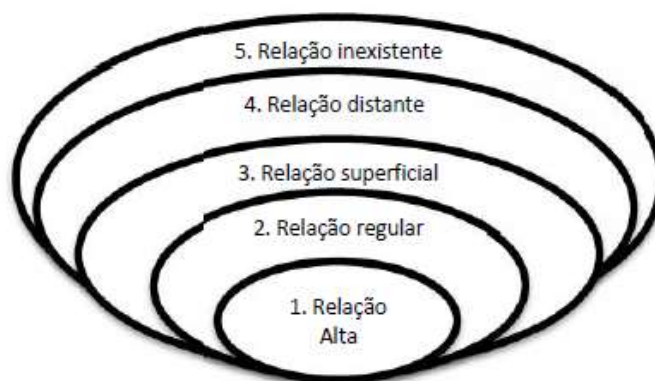 5. Relação inexistente
4. Relação distante
3. Relação superficial
2. Relação regular
1. Relação
Alta